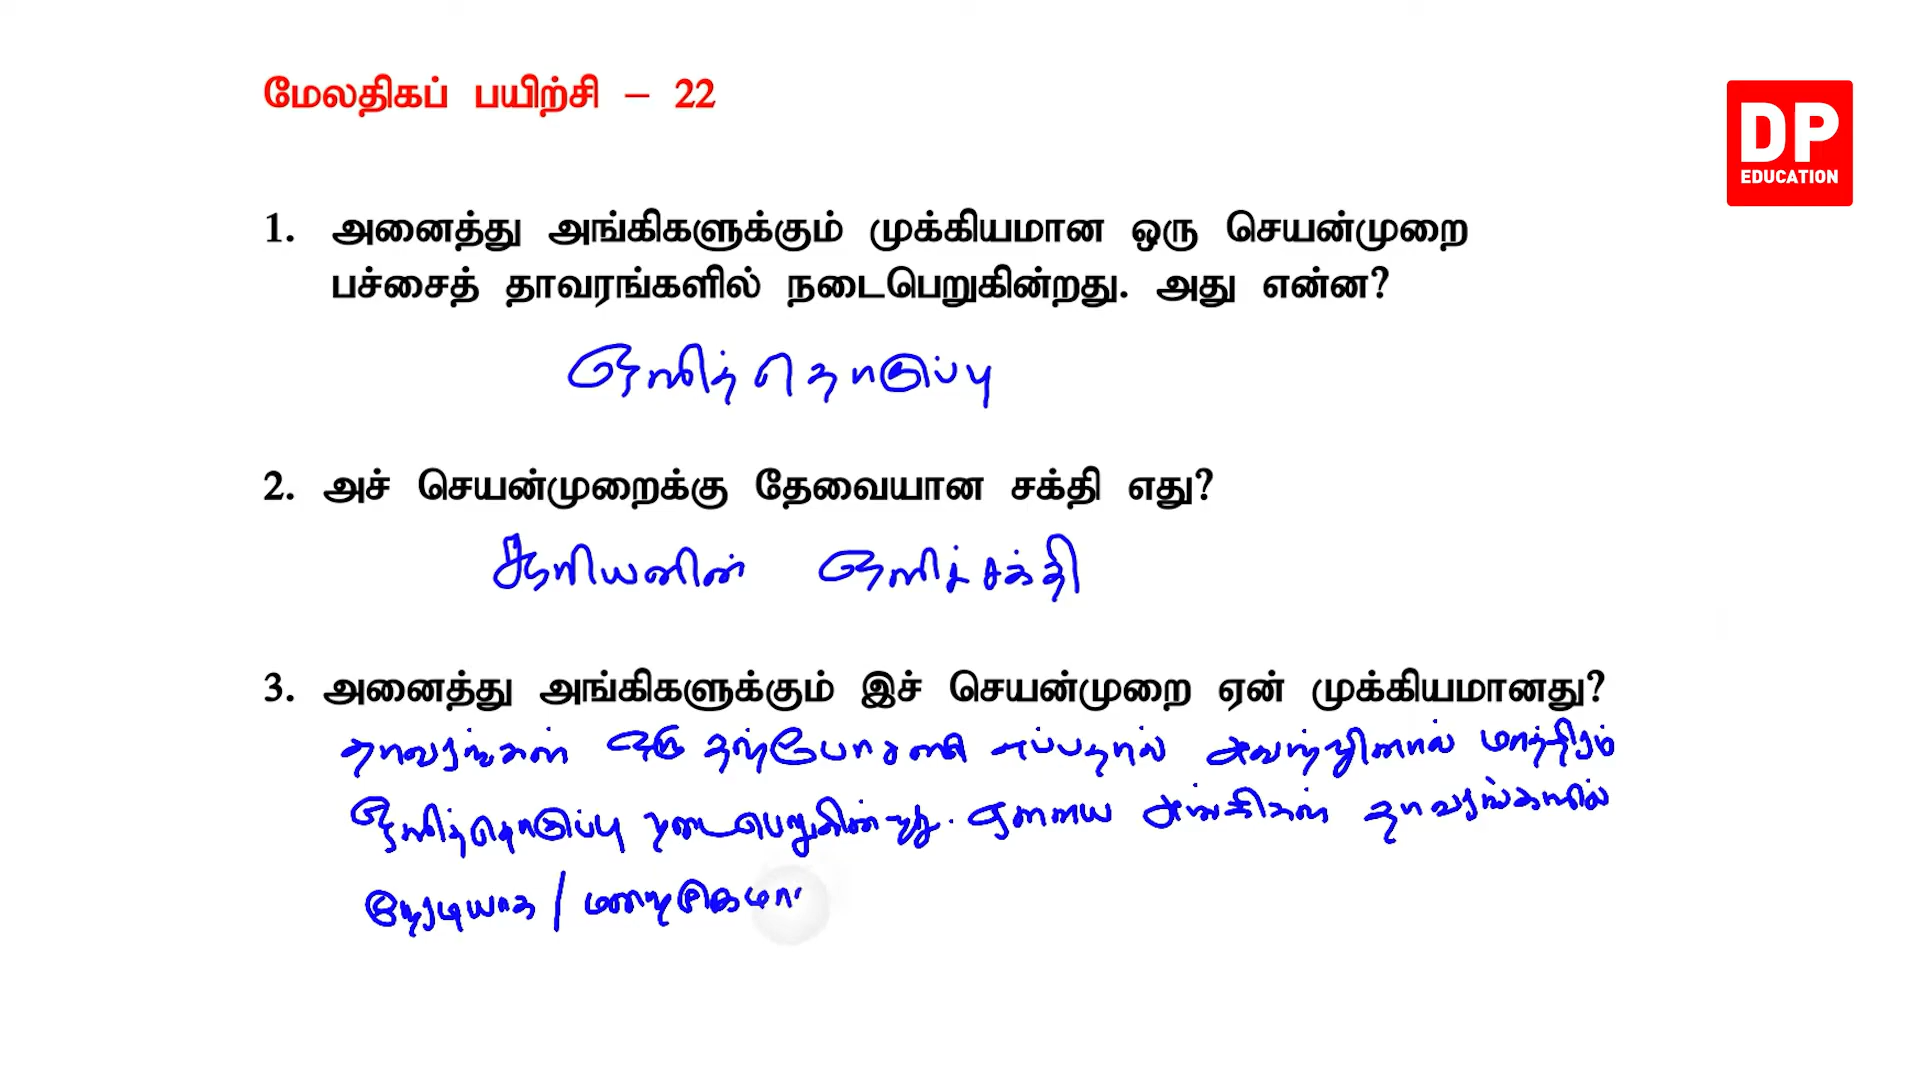 மேலதிகப் பயிற்சி – 22
DP
EDUCATION
1. அனைத்து அங்கிகளுக்கும் முக்கியமான ஒரு செயன்முறை
பச்சைத் தாவரங்களில் நடைபெறுகின்றது. அது என்ன?
ஒளித்தொகுப்பு
2. அச் செயன்முறைக்கு தேவையான சக்தி எது?
சூரியனின் ஒளிச்சக்தி
3. அனைத்து அங்கிகளுக்கும் இச் செயன்முறை ஏன் முக்கியமானது?
தாவரங்கள் ஒரு தற்போசணி என்பதால் அவற்றினால் மாத்திரம்
ஒளித்தொகுப்பு நடைபெறுகின்றது. ஏனைய அங்கிகள் தாவரங்களில்
நேரடியாக / மறைமுகமா